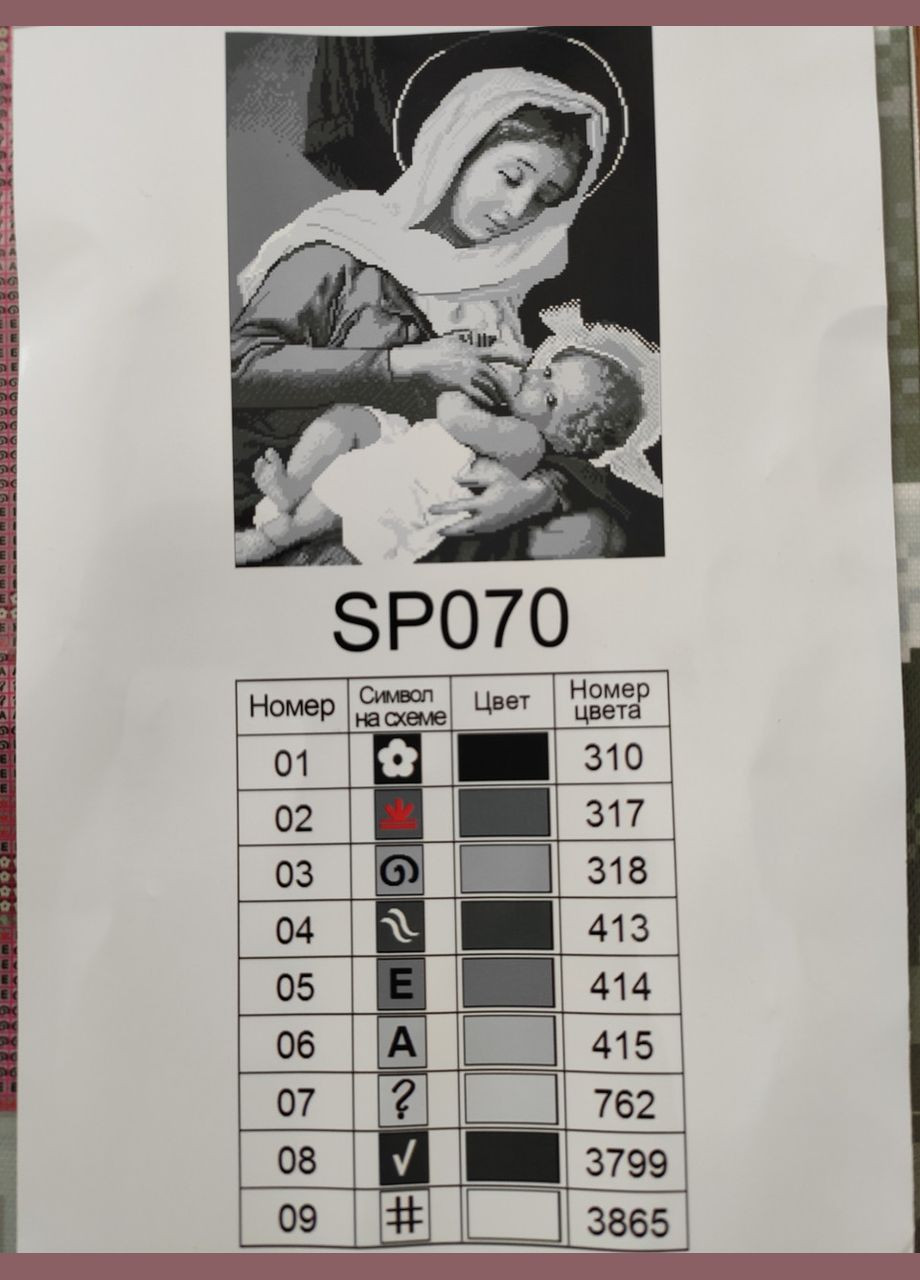 SP070
Номер Символ на схеме Цвет Номер цвета
01 310
02 317
03 318
04 413
05 E 414
06 A 415
07 ? 762
08 √ 3799
09 # 3865